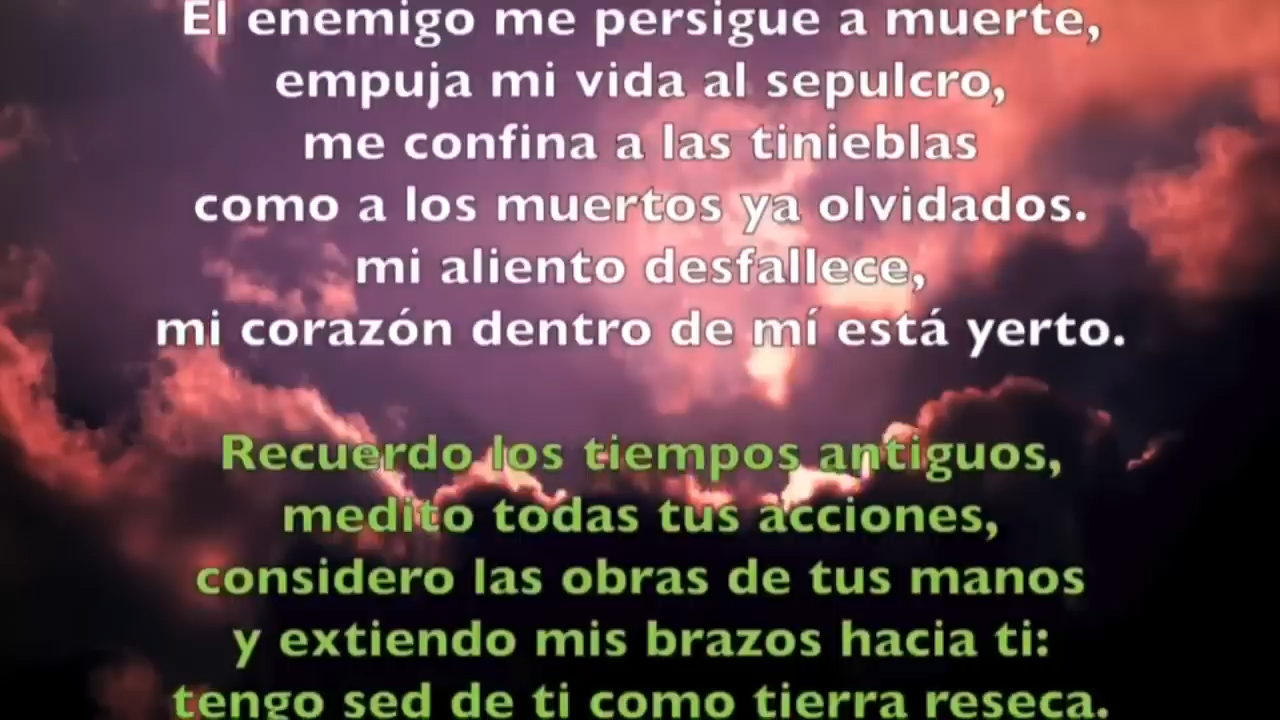 El enemigo me persigue a muerte,
empuja mi vida al sepulcro,
me confina a las tinieblas
como a los muertos ya olvidados.
mi aliento desfallece,
mi corazón dentro de mí está yerto.
Recuerdo los tiempos antiguos,
medito todas tus acciones,
considero las obras de tus manos
y extiendo mis brazos hacia ti:
tengo sed de ti como tierra reseca.